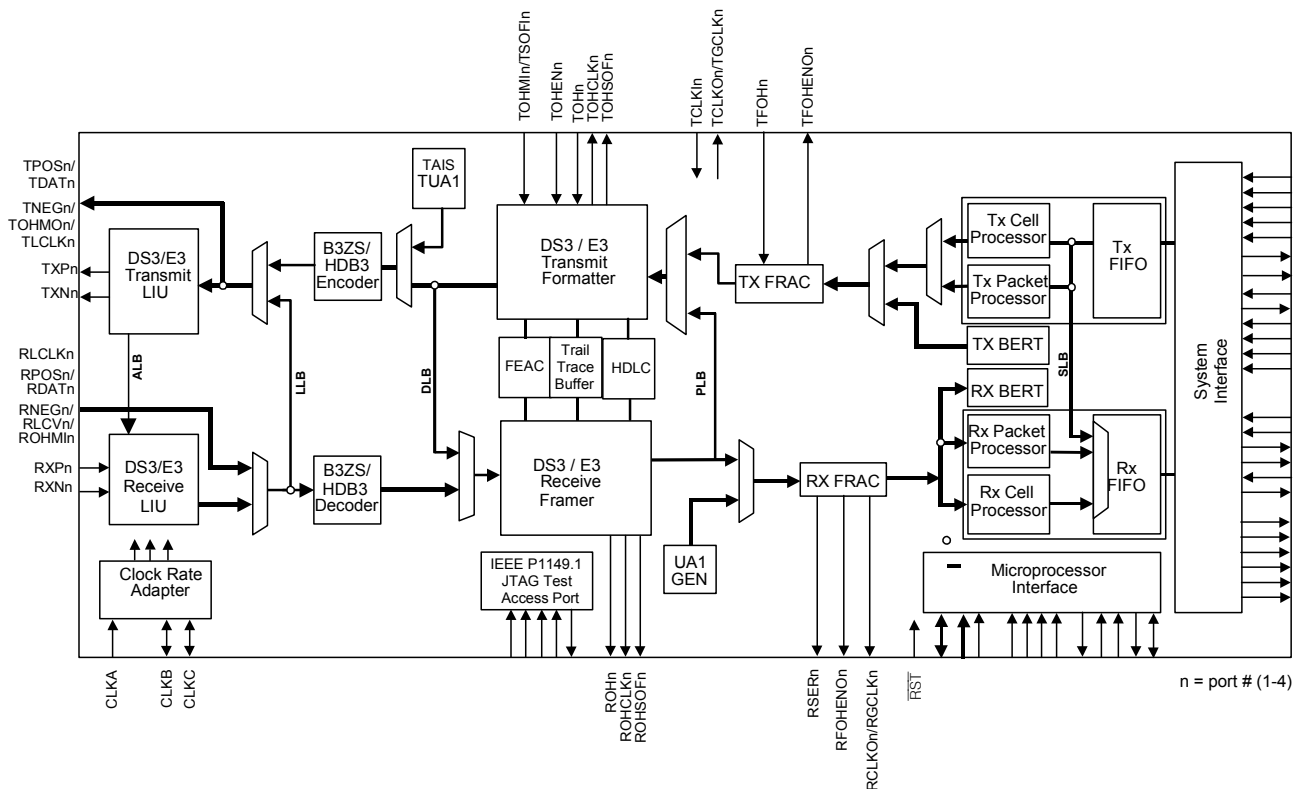 TOHMIn/TSOFIn
TOHENn
TOHn
TOHCLKn
TOHSOFn
TCLKIn
TCLKOn/TGCLKn
TFOHn
TFOHENOn
TPOSn/
TDATn
TNEGn/
TOHMOn/
TLCLKn
TXPn
TXNn
RLCLKn
RPOSn/
RDATn
RNEGn/
RLCVn/
ROHMIn
RXPn
RXNn
DS3/E3
Transmit
LIU
ALB
DS3/E3
Receive
LIU
Clock Rate
Adapter
LLB
TAIS
TUA1
B3ZS/
HDB3
Encoder
B3ZS/
HDB3
Decoder
DLB
DS3 / E3
Transmit
Formatter
FEAC
Trail
Trace
Buffer
HDLC
DS3 / E3
Receive
Framer
IEEE P1149.1
JTAG Test
Access Port
PLB
UA1
GEN
TX FRAC
RX FRAC
Tx Cell
Processor
Tx Packet
Processor
Tx
FIFO
TX BERT
RX BERT
SLB
Rx Packet
Processor
Rx Cell
Processor
Rx
FIFO
Microprocessor
Interface
System
Interface
CLKA
CLKB
CLKC
ROHn
ROHCLKn
ROHSOFn
RSERn
RFOHENOn
RCLKOn/RGCLKn
RST
n = port # (1-4)